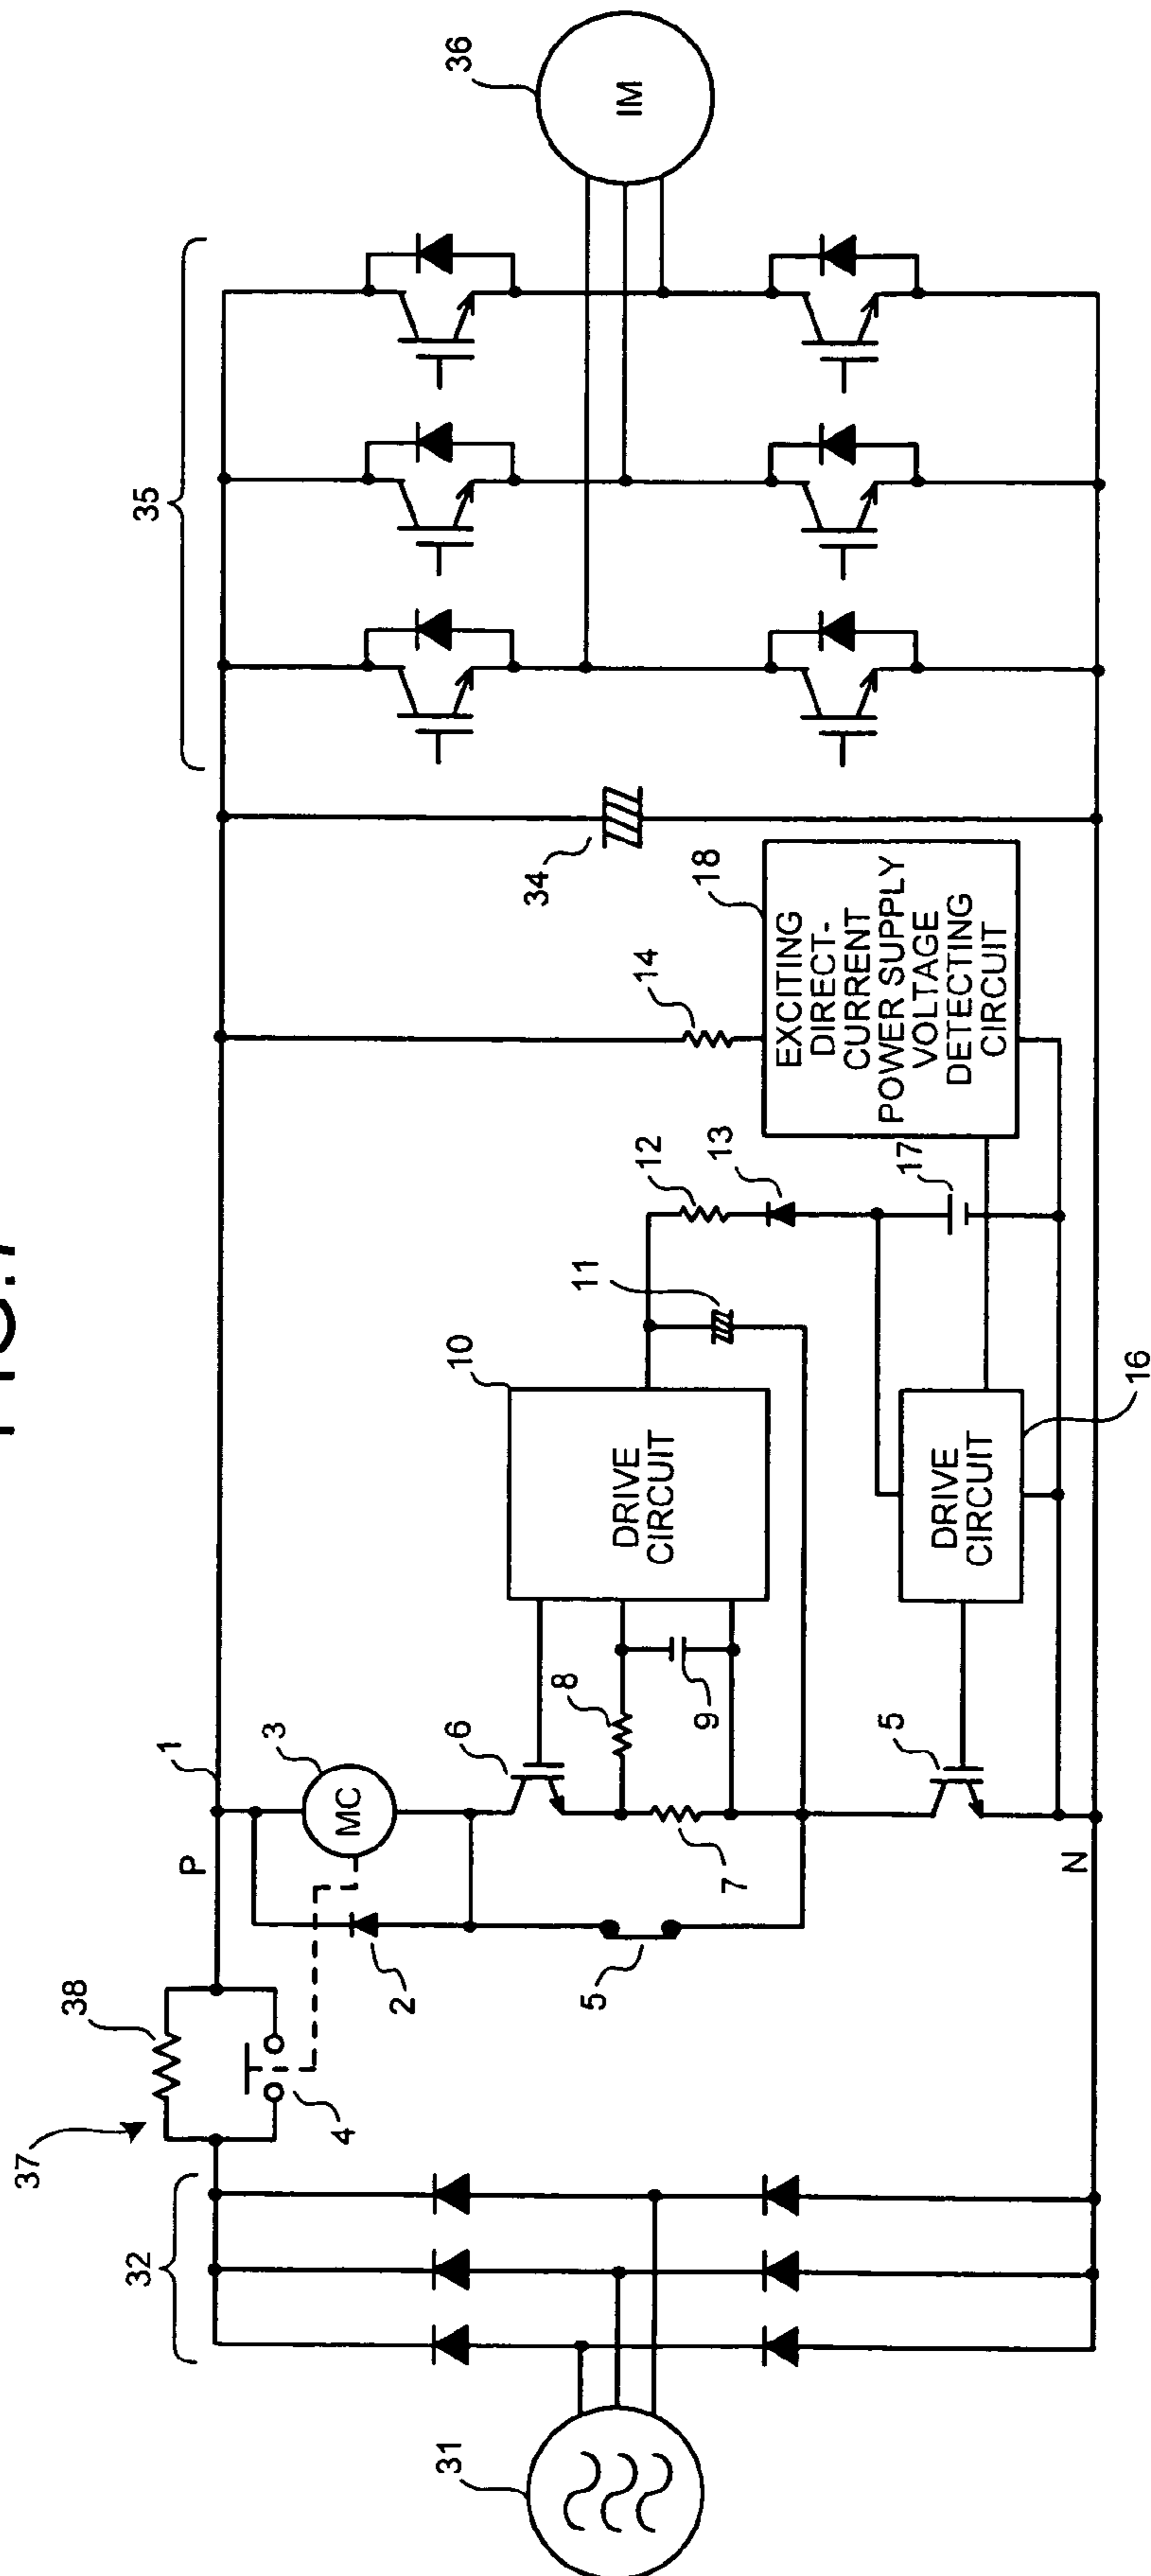 37
38
32
4
P
1
35
2
3
MC
36
31
6
8
10
5
7
9
DRIVE
CIRCUIT
11
12
13
14
34
IM
18
EXCITING
DIRECT-
CURRENT
POWER SUPPLY
VOLTAGE
DETECTING
CIRCUIT
17
5
DRIVE
CIRCUIT
16
N